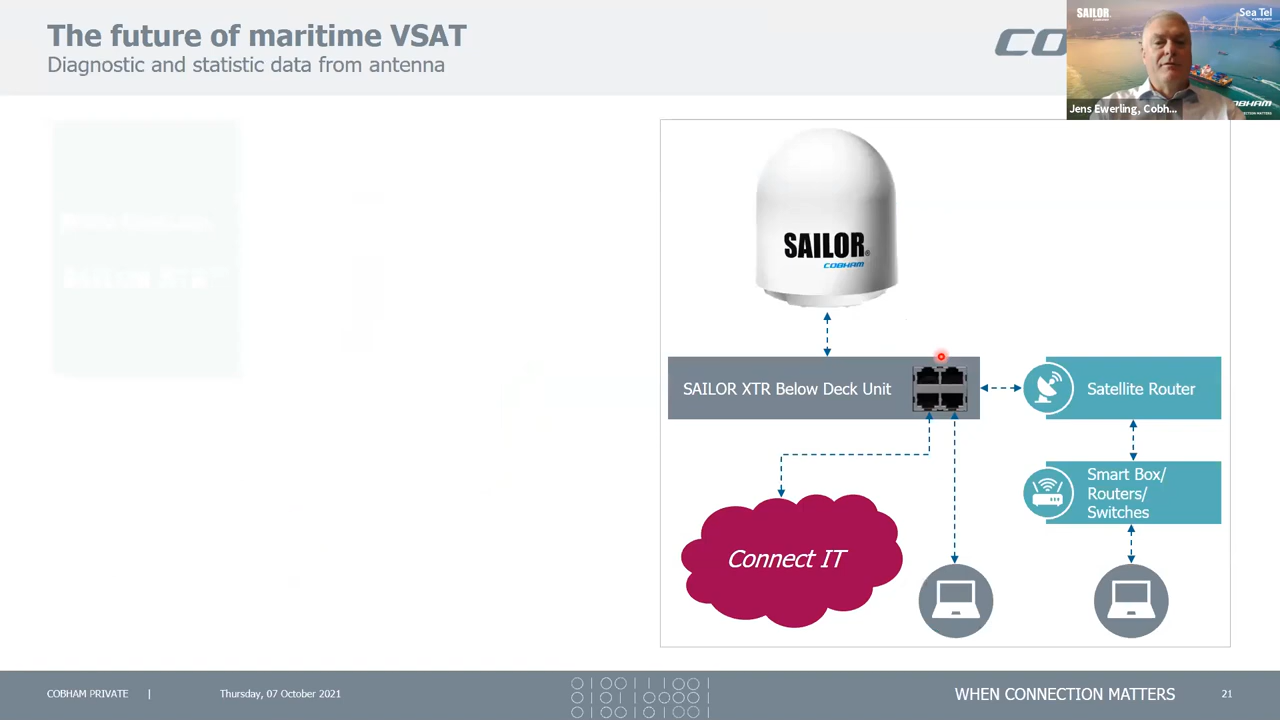 The future of maritime VSAT
Diagnostic and statistic data from antenna
SAILOR
Sea Tel
Jens Ewerling, Cobh...
SAILOR®
COBHAM
SAILOR XTR Below Deck Unit
Satellite Router
Smart Box/
Routers/
Switches
Connect IT
COBHAM PRIVATE |
Thursday, 07 October 2021
WHEN CONNECTION MATTERS
21